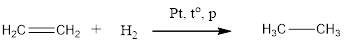 Pt, t°, p
H₂C=CH₂ + H₂ → H₃C—CH₃